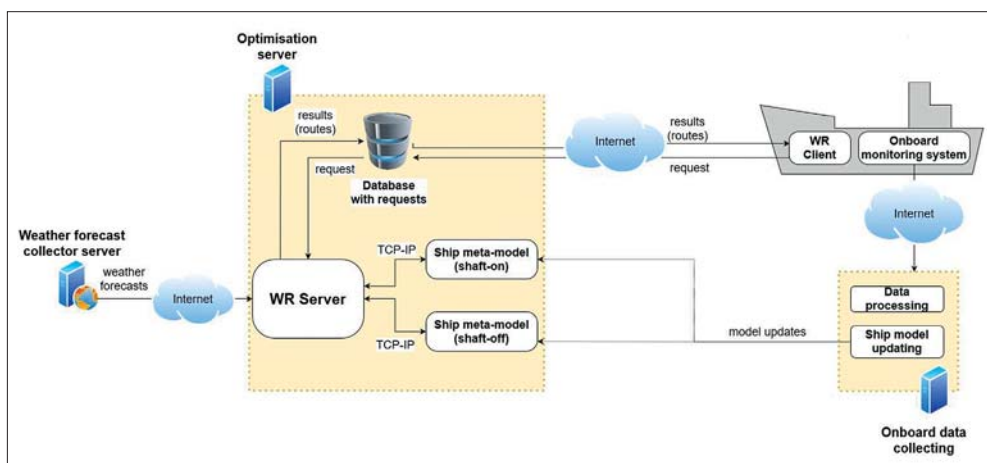 Optimisation
server
results
(routes)
request
Database
with requests
Internet
results
(routes)
request
WR
Client
Onboard
monitoring system
Internet
Weather forecast
collector server
weather
forecasts
Internet
WR Server
TCP-IP
Ship meta-model
(shaft-on)
Ship meta-model
(shaft-off)
TCP-IP
model updates
Data
processing
Ship model
updating
Onboard data
collecting